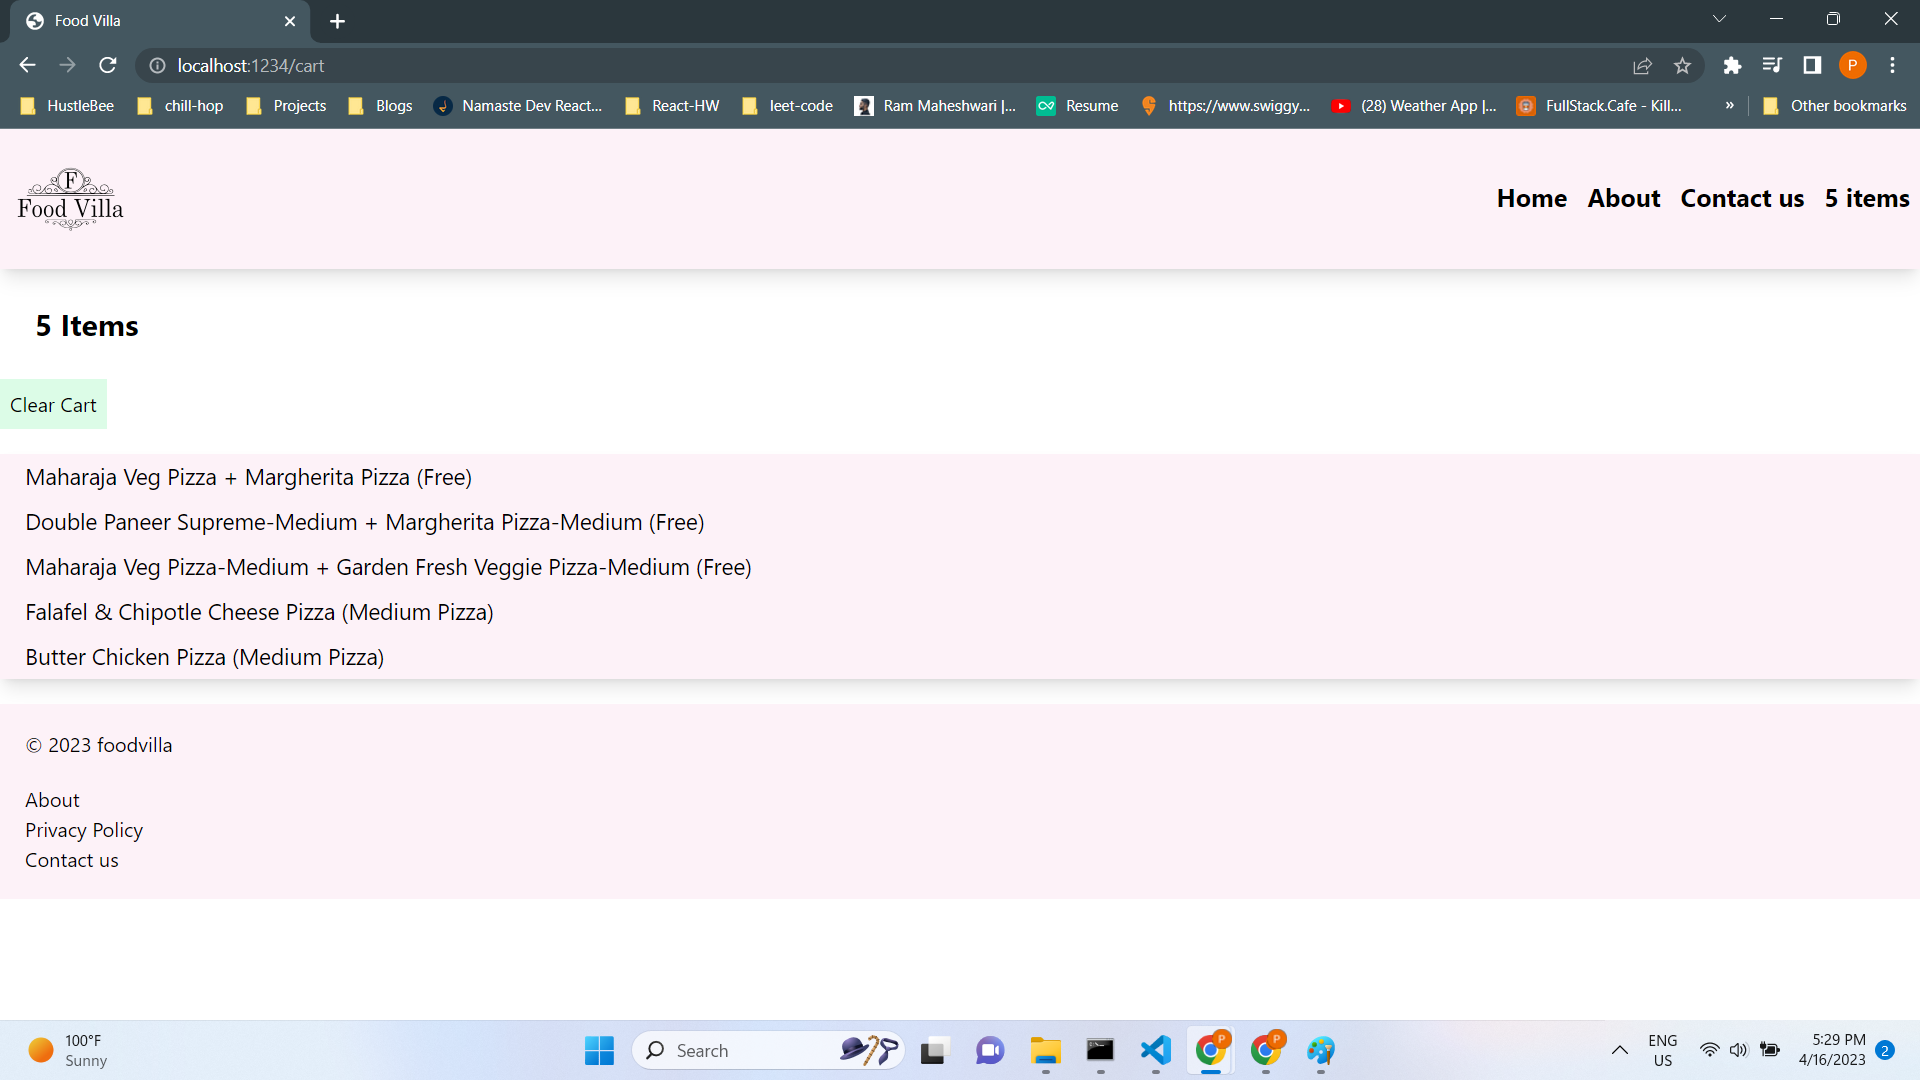 Food Villa
localhost:1234/cart
P
HustleBee
chill-hop
Projects
Blogs
Namaste Dev React...
React-HW
leet-code
Ram Maheshwari |...
Resume
https://www.swiggy...
(28) Weather App |...
FullStack.Cafe - Kill...
»
Other bookmarks
F
Food Villa
Home About Contact us 5 items
5 Items
Clear Cart
Maharaja Veg Pizza + Margherita Pizza (Free)
Double Paneer Supreme-Medium + Margherita Pizza-Medium (Free)
Maharaja Veg Pizza-Medium + Garden Fresh Veggie Pizza-Medium (Free)
Falafel & Chipotle Cheese Pizza (Medium Pizza)
Butter Chicken Pizza (Medium Pizza)
© 2023 foodvilla
About
Privacy Policy
Contact us
100°F
Sunny
Search
P
P
ENG
US
5:29 PM
4/16/2023
2